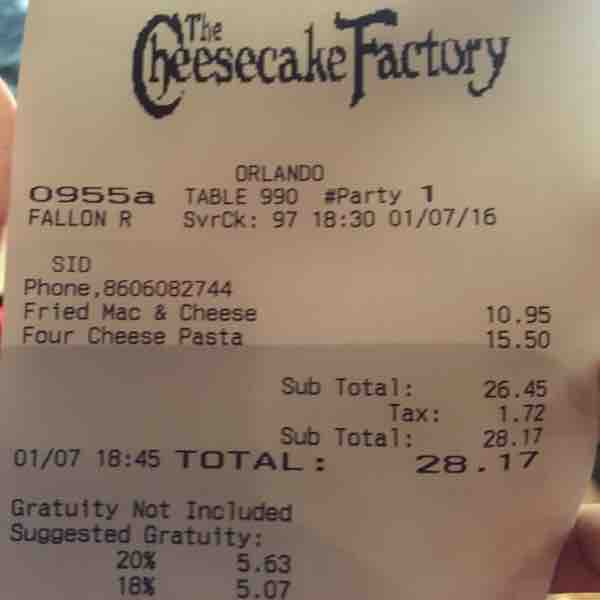 The
Cheesecake Factory
ORLANDO
0955a TABLE 990 #Party 1
FALLON R SvrCk: 97 18:30 01/07/16
SID
Phone,8606082744
Fried Mac & Cheese 10.95
Four Cheese Pasta 15.50
Sub Total: 26.45
Tax: 1.72
Sub Total: 28.17
01/07 18:45 TOTAL: 28.17
Gratuity Not Included
Suggested Gratuity:
20% 5.63
18% 5.07